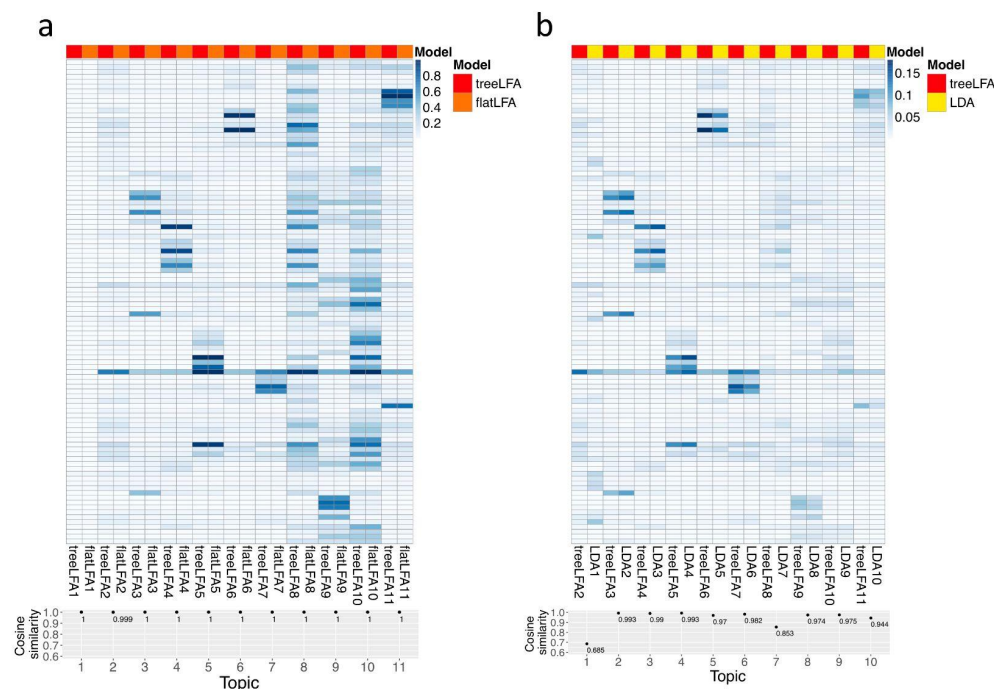 a
Model
0.8
0.6
0.4
0.2
Model
treeLFA
flatLFA
treeLFA1
flatLFA1
treeLFA2
flatLFA2
treeLFA3
flatLFA3
treeLFA4
flatLFA4
treeLFA5
flatLFA5
treeLFA6
flatLFA6
treeLFA7
flatLFA7
treeLFA8
flatLFA8
treeLFA9
flatLFA9
treeLFA10
flatLFA10
treeLFA11
flatLFA11
Cosine
similarity
1.0
0.9
0.8
0.7
0.6
1 0.999 1 1 1 1 1 1 1 1 1
1 2 3 4 5 6 7 8 9 10 11
Topic
b
Model
0.15
0.1
0.05
Model
treeLFA
LDA
treeLFA2
LDA1
treeLFA3
LDA2
treeLFA4
LDA3
treeLFA5
LDA4
treeLFA6
LDA5
treeLFA7
LDA6
treeLFA8
LDA7
treeLFA9
LDA8
treeLFA10
LDA9
treeLFA11
LDA10
Cosine
similarity
1.0
0.9
0.8
0.7
0.6
0.685 0.993 0.99 0.993 0.97 0.982 0.853 0.974 0.975 0.944
1 2 3 4 5 6 7 8 9 10
Topic